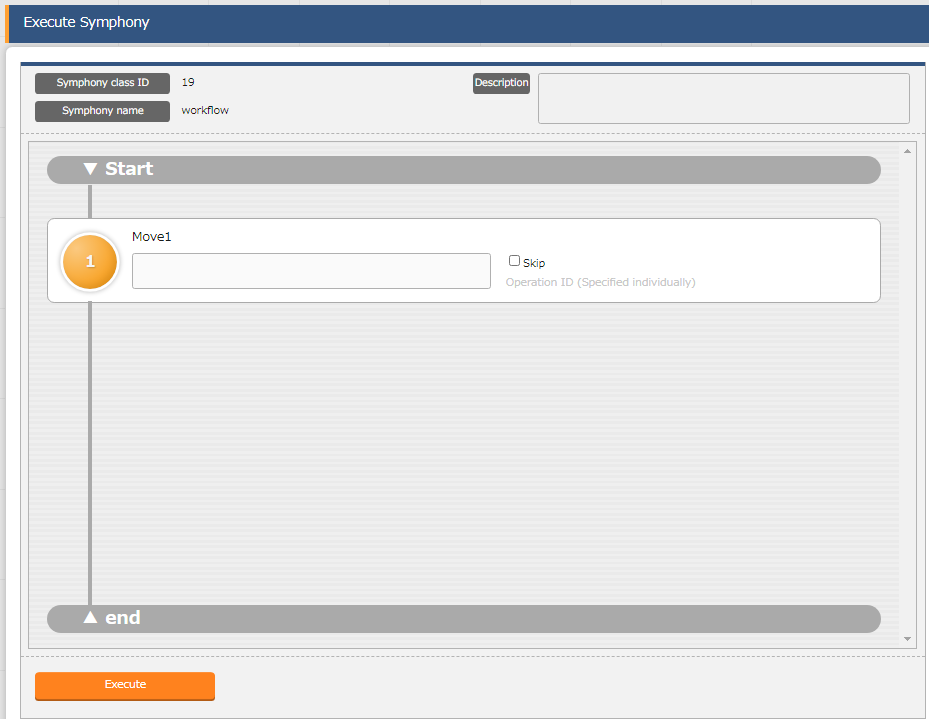 Execute Symphony
Symphony class ID 19 Description
Symphony name workflow
▼ Start
Move1
1
Skip
Operation ID (Specified individually)
▲ end
Execute